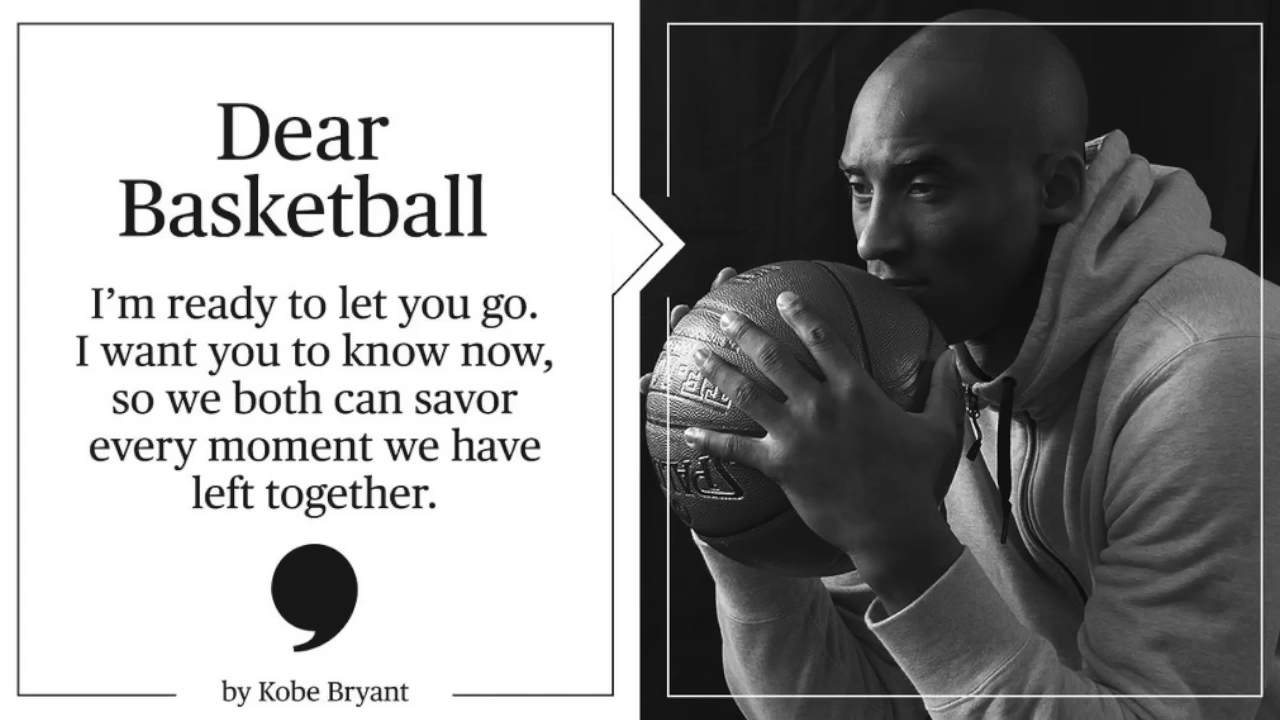 Dear
Basketball
I’m ready to let you go.
I want you to know now,
so we both can savor
every moment we have
left together.
by Kobe Bryant